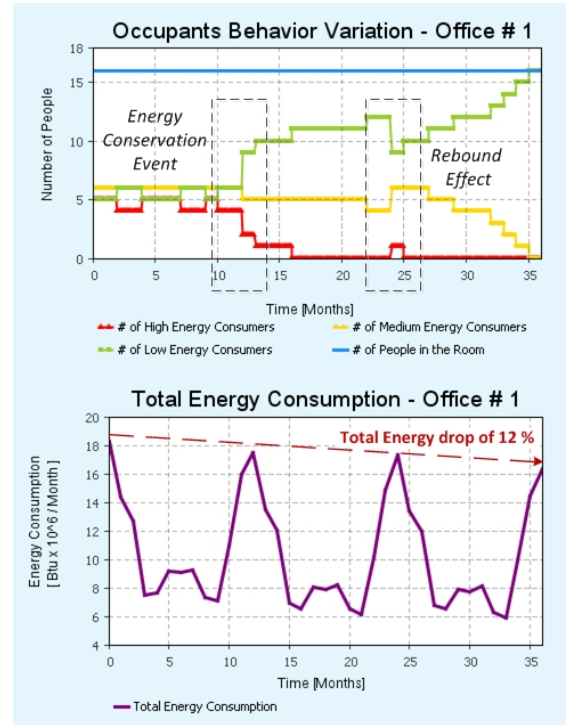 Occupants Behavior Variation - Office # 1
18
15
10
5
0
Number of People
Energy
Conservation
Event
Rebound
Effect
0 5 10 15 20 25 30 35
Time [Months]
# of High Energy Consumers # of Medium Energy Consumers
# of Low Energy Consumers # of People in the Room
Total Energy Consumption - Office # 1
20
18
16
14
12
10
8
6
4
Energy Consumption
[ Btu x 10^6 / Month]
Total Energy drop of 12 %
0 5 10 15 20 25 30 35
Time [Months]
Total Energy Consumption